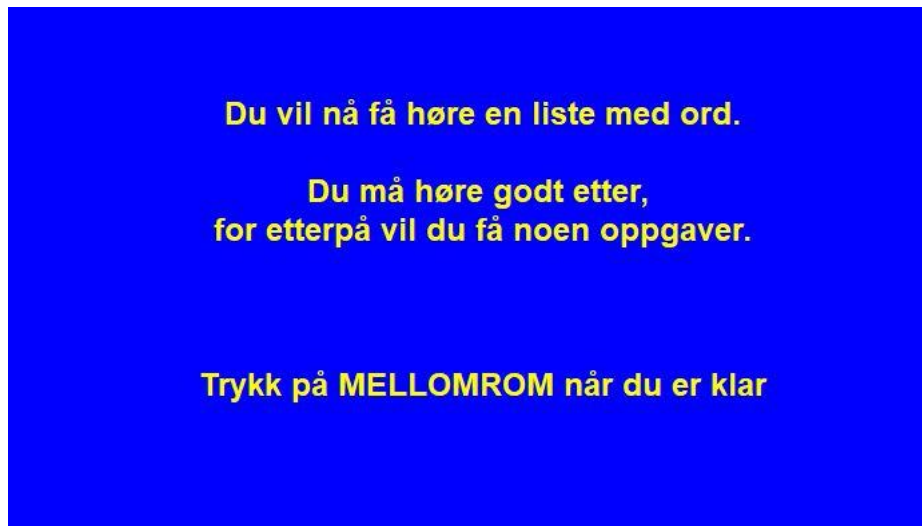 Du vil nå få høre en liste med ord.
Du må høre godt etter,
for etterpå vil du få noen oppgaver.
Trykk på MELLOMROM når du er klar